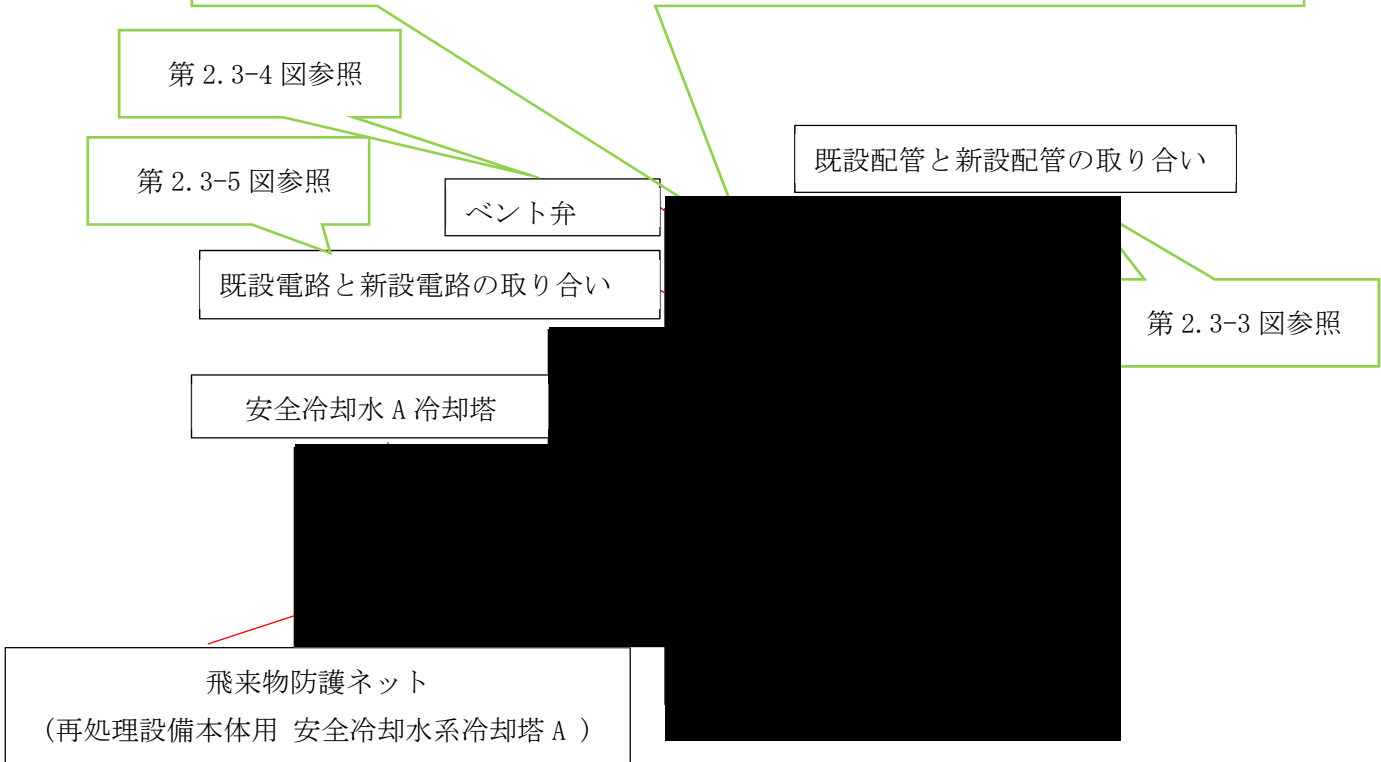 第 2.3-4 図参照
既設配管と新設配管の取り合い
第 2.3-5 図参照
ベント弁
既設電路と新設電路の取り合い
第 2.3-3 図参照
安全冷却水 A 冷却塔
飛来物防護ネット
(再処理設備本体用 安全冷却水系冷却塔 A )